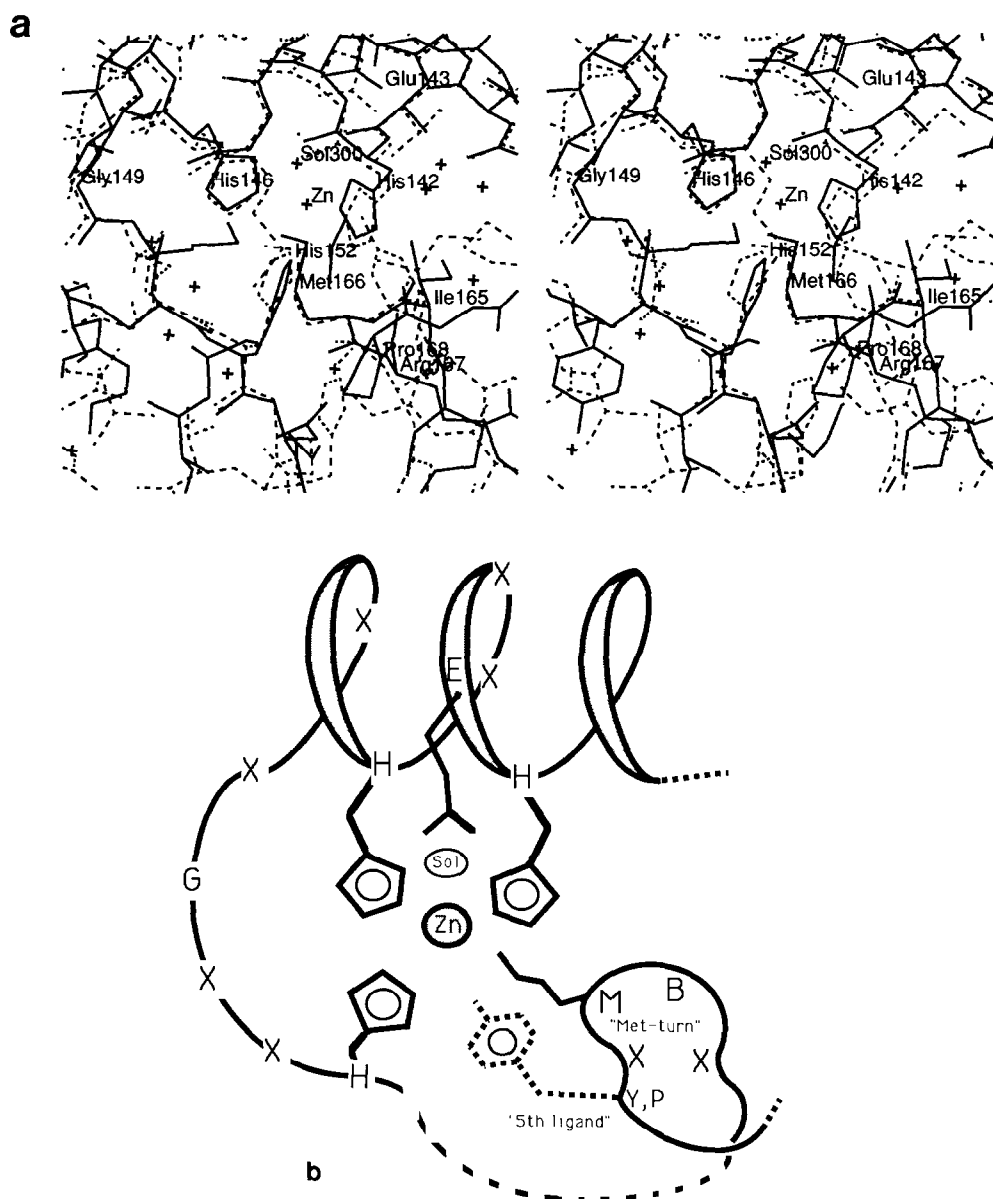 a
Glu143
Sol300
Gly149
His146
His142
Zn
His152
Met166
Ile165
Pro168
Arg167
Glu143
Sol300
Gly149
His146
His142
Zn
His152
Met166
Ile165
Pro168
Arg167
X
X
E
X
X
H
H
G
Sol
Zn
X
M
B
"Met-turn"
X
X
X
H
Y,P
"5th ligand"
b